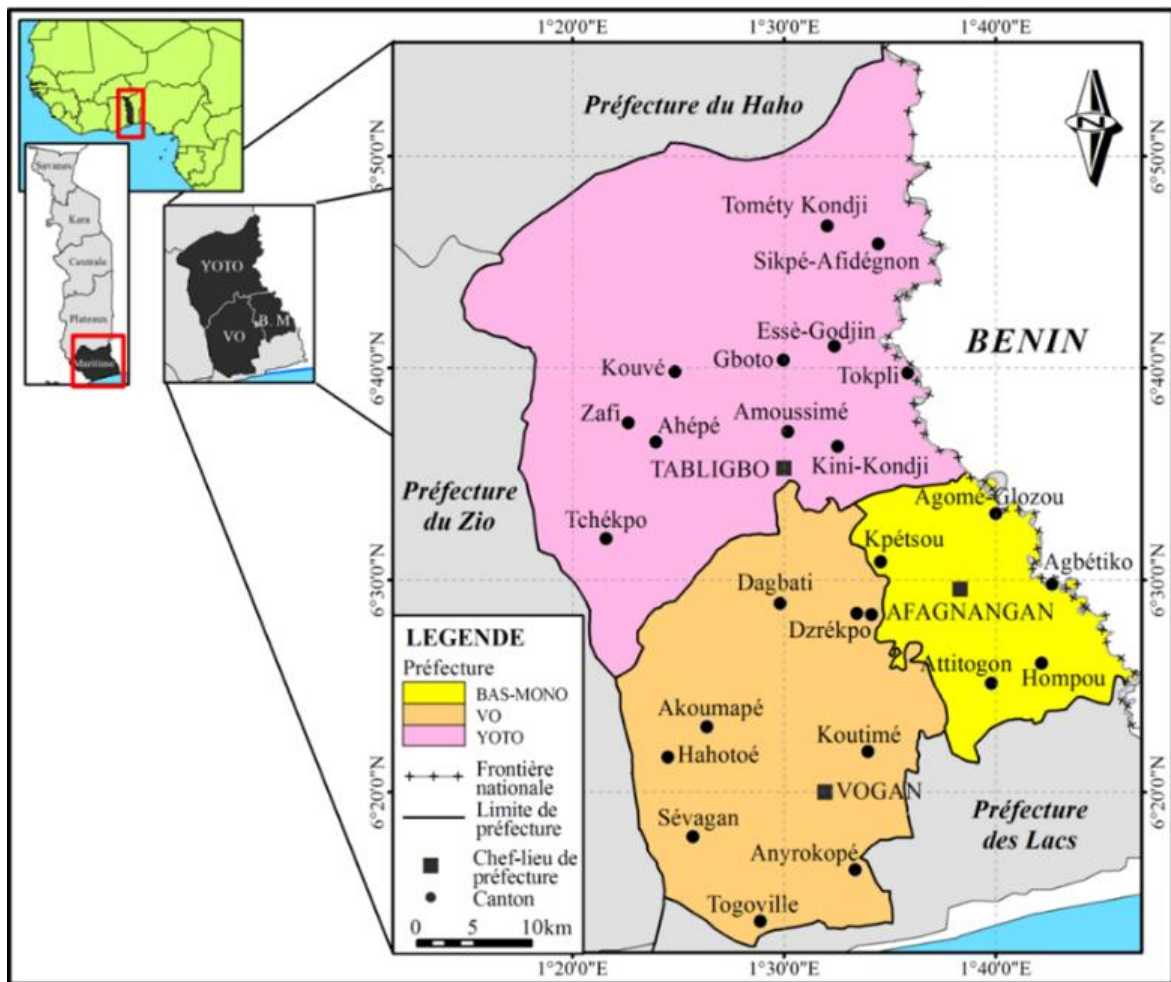 1°20'0"E
1°30'0"E
1°40'0"E
Savanes
Kara
Centrale
Plateaux
Maritime
YOTO
VO
B. M
Préfecture du Haho
6°50'0"N
6°50'0"N
N
Tométy Kondji
Sikpé-Afidégnon
Essè-Godjin
BENIN
Kouvé
Gboto
Tokpli
6°40'0"N
6°40'0"N
Zafi
Ahépé
Amoussimé
TABLIGBO
Kini-Kondji
Préfecture
du Zio
Tchékpo
Agomé-Glozou
Kpétsou
Agbétiko
6°30'0"N
6°30'0"N
Dagbati
AFAGNANGAN
Dzrékpo
Attitogon
Hompou
Akoumapé
Koutimé
Hahotoé
VOGAN
6°20'0"N
6°20'0"N
Sévagan
Préfecture
des Lacs
Anyrokopé
Togoville
LEGENDE
Préfecture
BAS-MONO
VO
YOTO
Frontière
nationale
Limite de
préfecture
Chef-lieu de
préfecture
Canton
0 5 10km
1°20'0"E
1°30'0"E
1°40'0"E